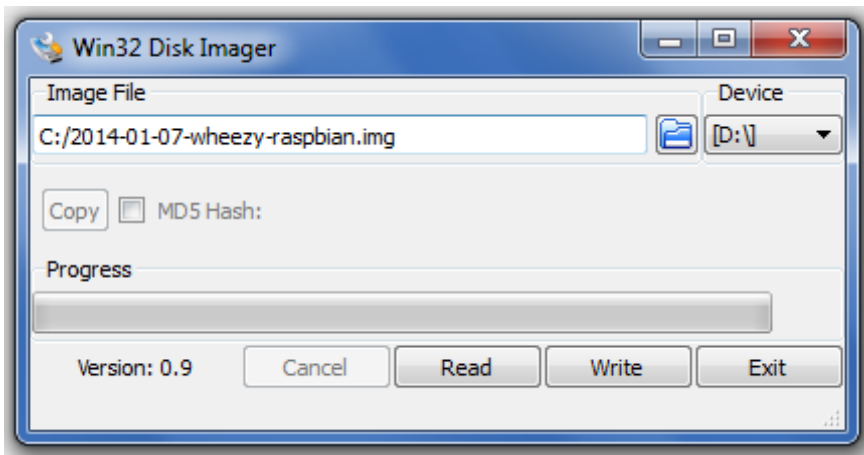 Win32 Disk Imager
Image File
Device
C:/2014-01-07-wheezy-raspbian.img
[D:\]
Copy
MD5 Hash:
Progress
Version: 0.9
Cancel
Read
Write
Exit